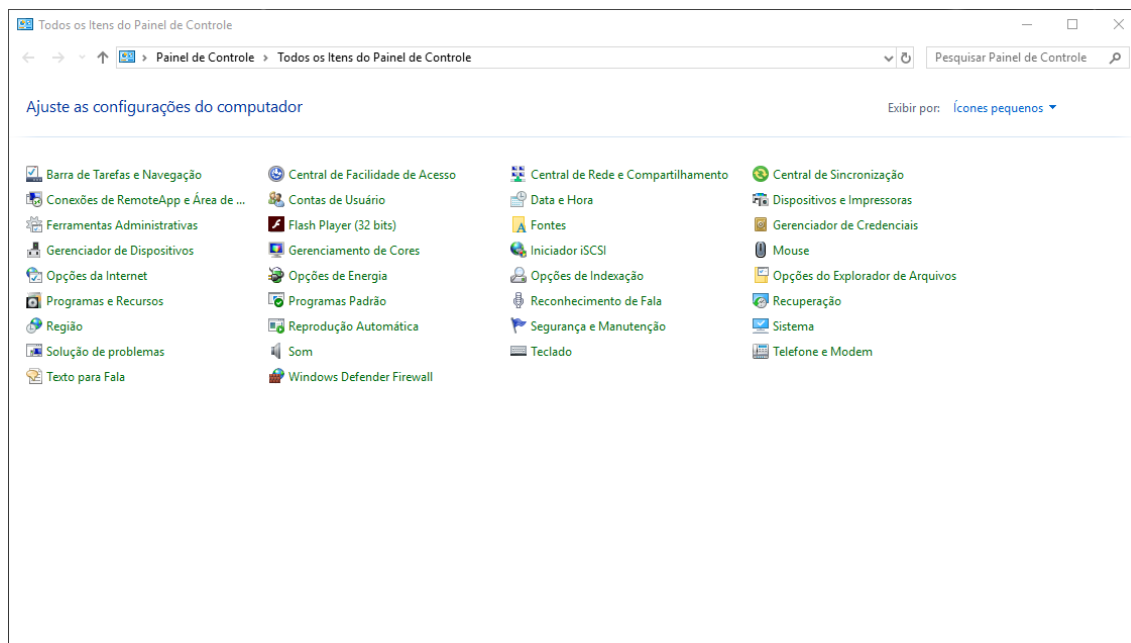 Todos os Itens do Painel de Controle
Painel de Controle > Todos os Itens do Painel de Controle
Pesquisar Painel de Controle
Ajuste as configurações do computador
Exibir por: Ícones pequenos
Barra de Tarefas e Navegação Central de Facilidade de Acesso Central de Rede e Compartilhamento Central de Sincronização
Conexões de RemoteApp e Área de ... Contas de Usuário Data e Hora Dispositivos e Impressoras
Ferramentas Administrativas Flash Player (32 bits) Fontes Gerenciador de Credenciais
Gerenciador de Dispositivos Gerenciamento de Cores Iniciador iSCSI Mouse
Opções da Internet Opções de Energia Opções de Indexação Opções do Explorador de Arquivos
Programas e Recursos Programas Padrão Reconhecimento de Fala Recuperação
Região Reprodução Automática Segurança e Manutenção Sistema
Solução de problemas Som Teclado Telefone e Modem
Texto para Fala Windows Defender Firewall